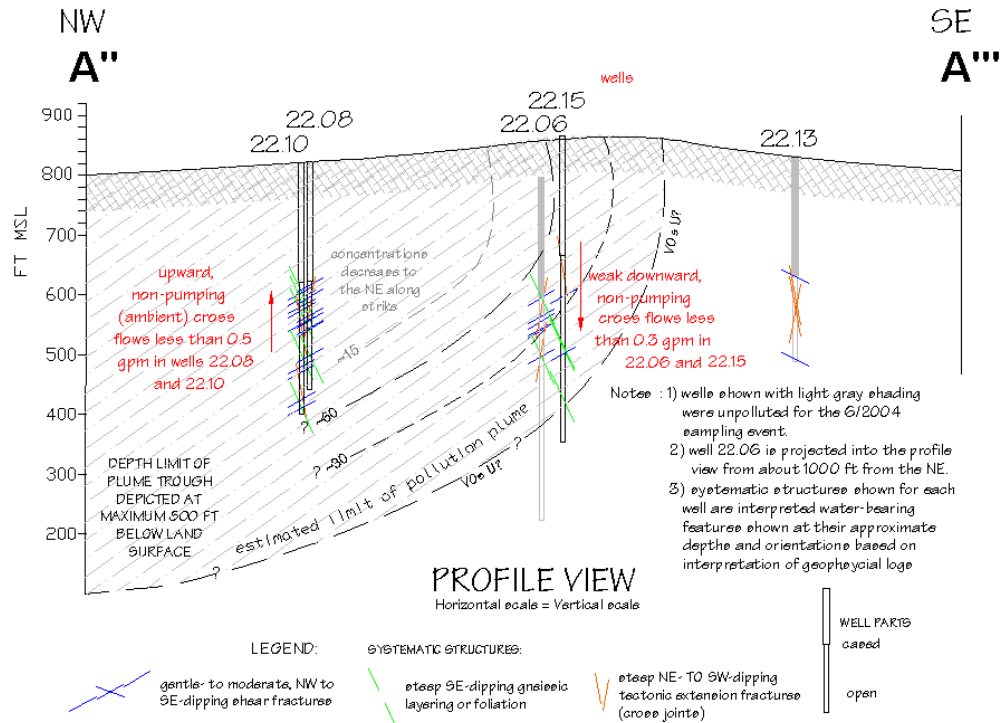 NW
SE
A"
A'"
wells
22.15
22.08
22.06
22.10
22.13
900
800
700
600
500
400
300
200
FT MSL
upward,
non-pumping
(ambient) cross
flows less than 0.5
gpm in wells 22.08
and 22.10
concentrations
decrease to
the NE along
strike
weak downward,
non-pumping
cross flows less
than 0.3 gpm in
22.06 and 22.15
VOs U?
~15
? ~60
? ~30
?
VOs U?
? estimated limit of pollution plume
?
DEPTH LIMIT OF
PLUME TROUGH
DEPICTED AT
MAXIMUM 500 FT
BELOW LAND
SURFACE
Notes : 1) wells shown with light gray shading
were unpolluted for the 6/2004
sampling event.
2) well 22.06 is projected into the profile
view from about 1000 ft from the NE.
3) systematic structures shown for each
well are interpreted water-bearing
features shown at their approximate
depths and orientations based on
interpretation of geophsycial logs
PROFILE VIEW
Horizontal scale = Vertical scale
WELL PARTS
cased
open
LEGEND:
SYSTEMATIC STRUCTURES:
gentle- to moderate, NW to
SE-dipping shear fractures
steep SE-dipping gneissic
layering or foliation
steep NE- TO SW-dipping
tectonic extension fractures
(cross joints)